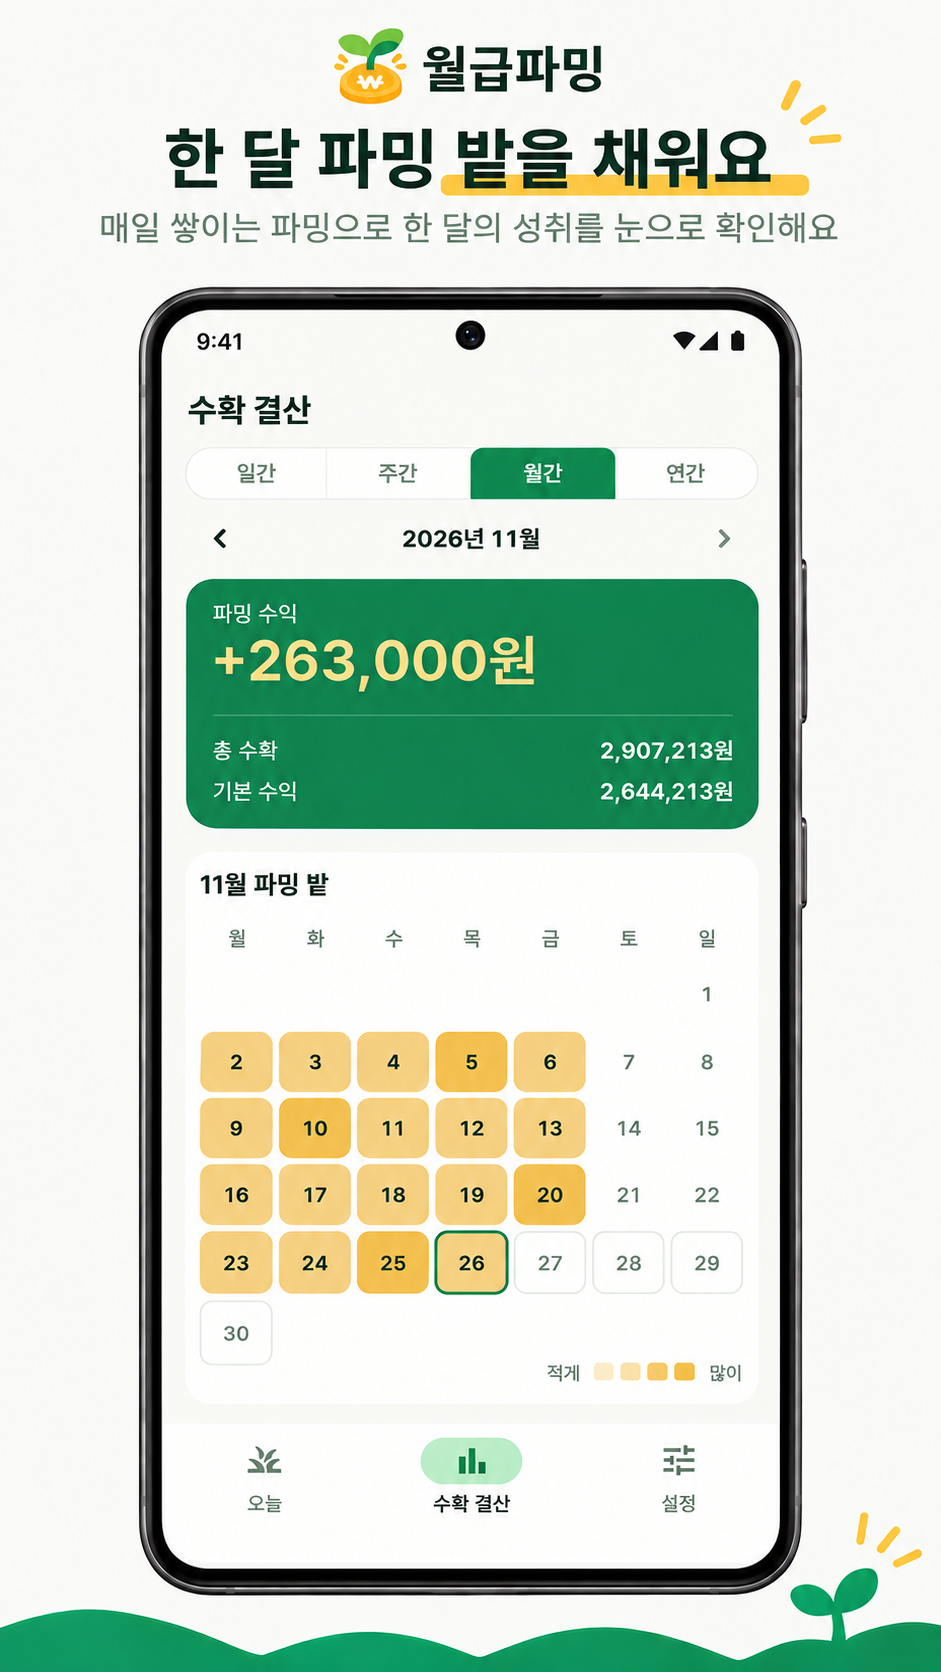 월급파밍
한 달 파밍 밭을 채워요
매일 쌓이는 파밍으로 한 달의 성취를 눈으로 확인해요
9:41
수확 결산
일간 주간 월간 연간
2026년 11월
파밍 수익
+263,000원
총 수확 2,907,213원
기본 수익 2,644,213원
11월 파밍 밭
월 화 수 목 금 토 일
1
2 3 4 5 6 7 8
9 10 11 12 13 14 15
16 17 18 19 20 21 22
23 24 25 26 27 28 29
30
적게 많이
오늘 수확 결산 설정